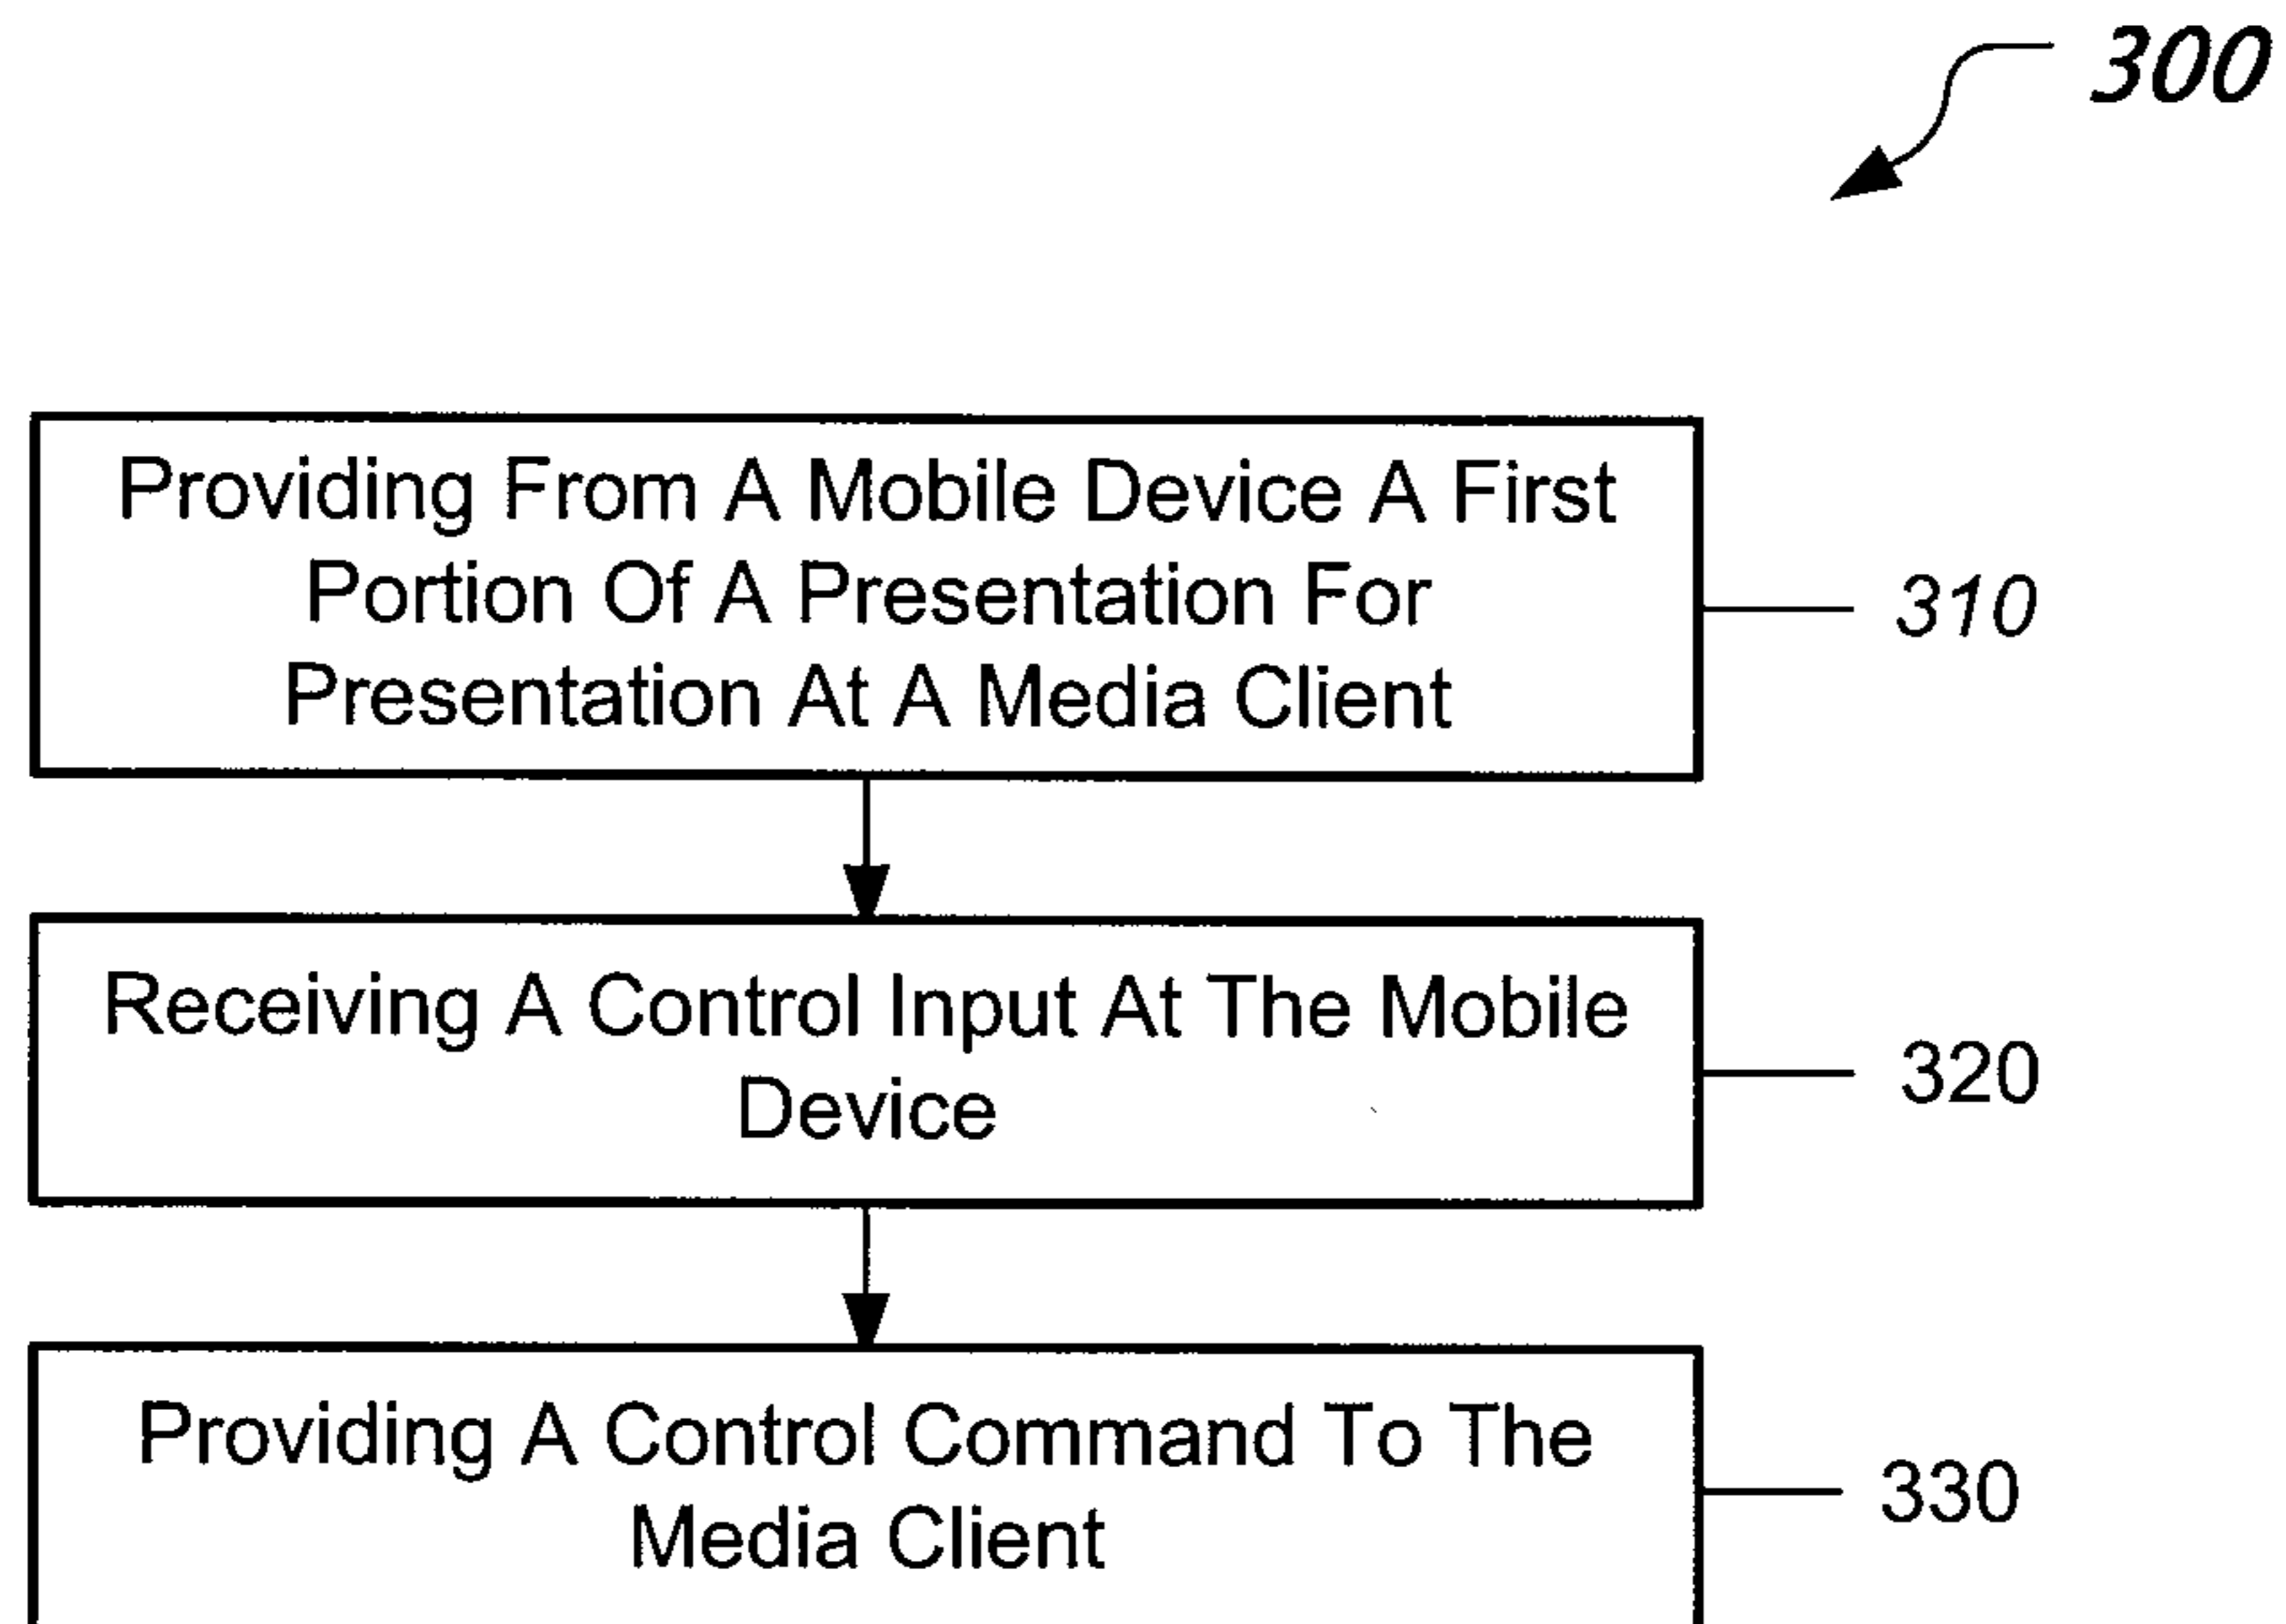 300
Providing From A Mobile Device A First
Portion Of A Presentation For
Presentation At A Media Client
310
Receiving A Control Input At The Mobile
Device
320
Providing A Control Command To The
Media Client
330